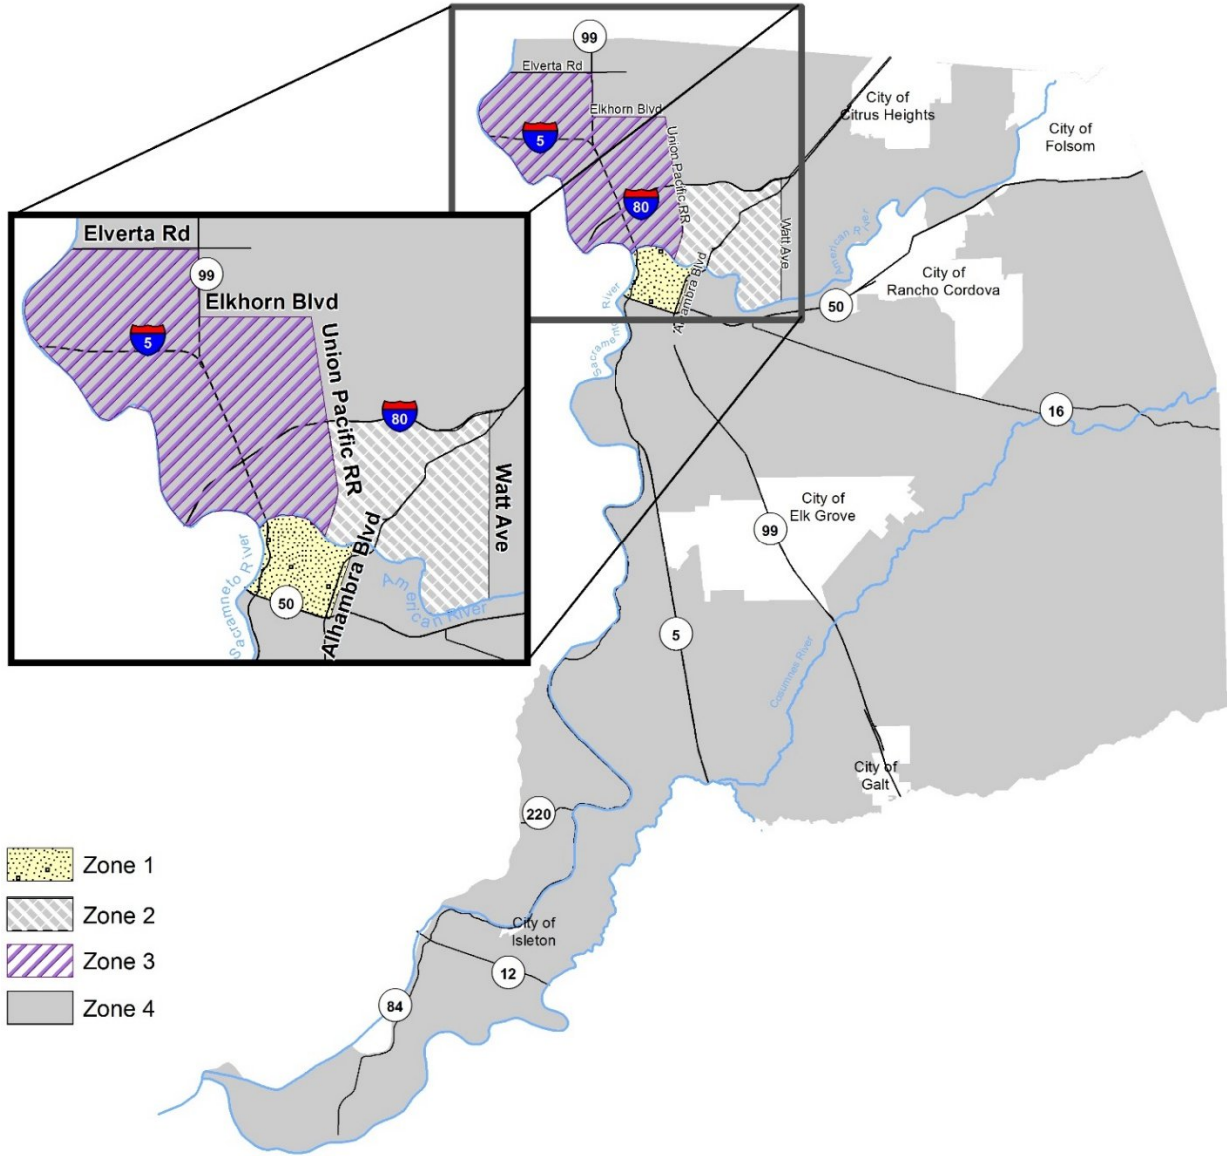 99
Elverta Rd
Elkhorn Blvd
5
Union Pacific RR
80
Watt Ave
Alhambra Blvd
Sacramento River
American River
50
City of
Citrus Heights
City of
Folsom
City of
Rancho Cordova
16
City of
Elk Grove
99
5
Cosumnes River
City of
Galt
220
City of
Isleton
12
84
Elverta Rd
99
Elkhorn Blvd
5
Union Pacific RR
80
Watt Ave
Alhambra Blvd
50
Sacramneto River
American River
Zone 1
Zone 2
Zone 3
Zone 4